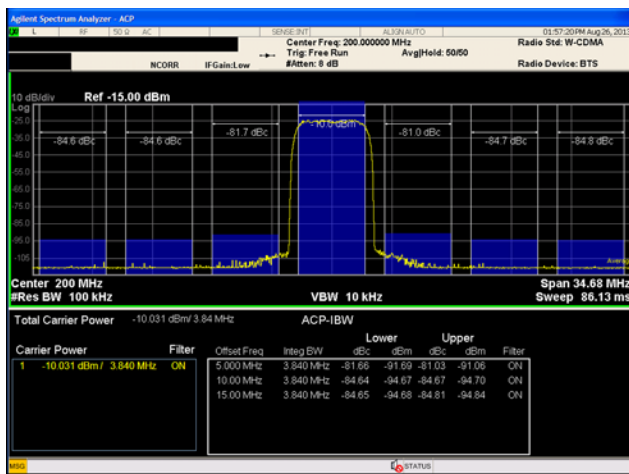 Agilent Spectrum Analyzer - ACP
L RF 50 Ω AC SENSE:INT ALIGN AUTO 01:57:20 PM Aug 26, 2013
Center Freq: 200.000000 MHz Radio Std: W-CDMA
Trig: Free Run Avg|Hold: 50/50
NCORR IFGain:Low #Atten: 8 dB Radio Device: BTS
10 dB/div Ref -15.00 dBm
Log
-25.0
-35.0
-45.0
-55.0
-65.0
-75.0
-85.0
-95.0
-105
-84.6 dBc -84.6 dBc -81.7 dBc -10.0 dBm -81.0 dBc -84.7 dBc -84.8 dBc
Center 200 MHz Span 34.68 MHz
#Res BW 100 kHz VBW 10 kHz Sweep 86.13 ms
Total Carrier Power -10.031 dBm/ 3.84 MHz ACP-IBW
Lower Upper
Carrier Power Filter Offset Freq Integ BW dBc dBm dBc dBm Filter
1 -10.031 dBm / 3.840 MHz ON 5.000 MHz 3.840 MHz -81.66 -91.69 -81.03 -91.06 ON
10.00 MHz 3.840 MHz -84.64 -94.67 -84.67 -94.70 ON
15.00 MHz 3.840 MHz -84.65 -94.68 -84.81 -94.84 ON
MSG STATUS